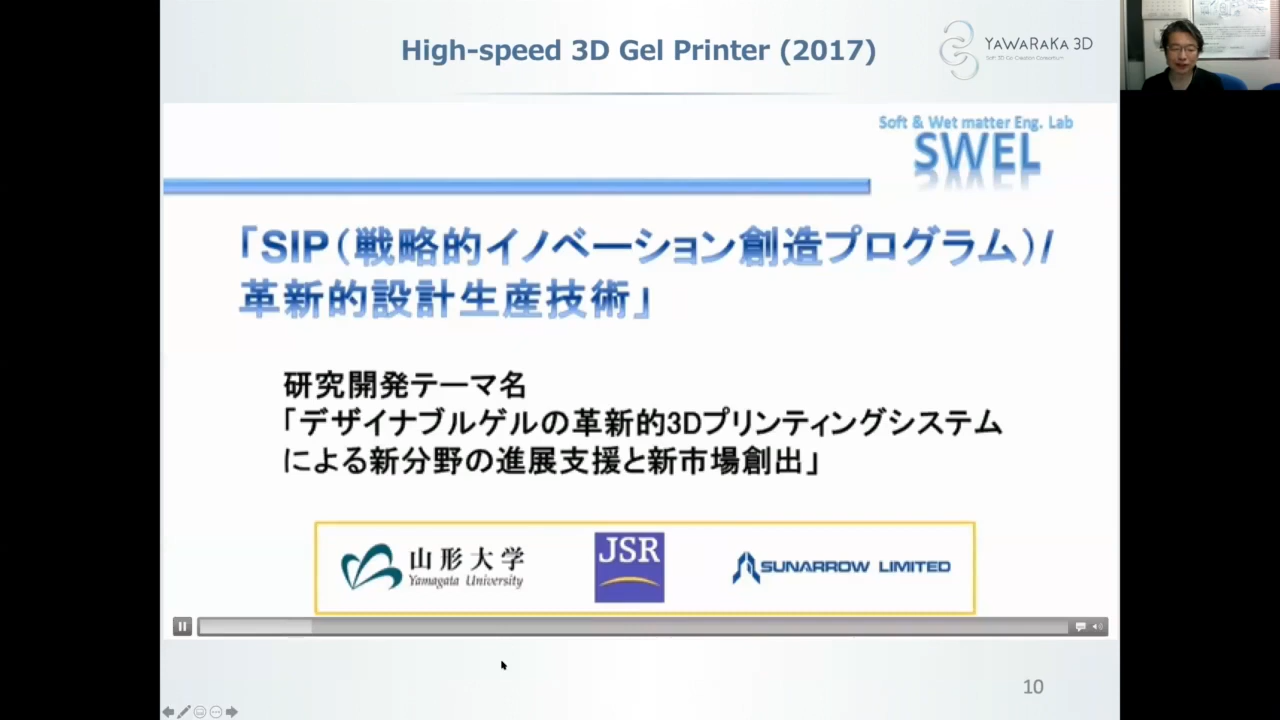 High-speed 3D Gel Printer (2017)
YAWARAKA 3D
Soft 3D Co-Creation Consortium
Soft & Wet matter Eng. Lab
SWEL
「SIP（戦略的イノベーション創造プログラム）/
革新的設計生産技術」
研究開発テーマ名
「デザイナブルゲルの革新的3Dプリンティングシステム
による新分野の進展支援と新市場創出」
山形大学
Yamagata University
JSR
SUNARROW LIMITED
10